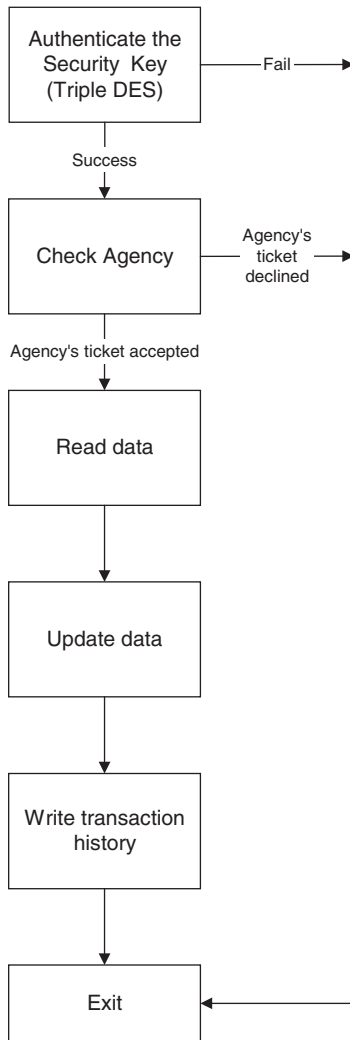 Authenticate the
Security Key
(Triple DES)
Fail
Success
Check Agency
Agency's
ticket
declined
Agency's ticket accepted
Read data
Update data
Write transaction
history
Exit